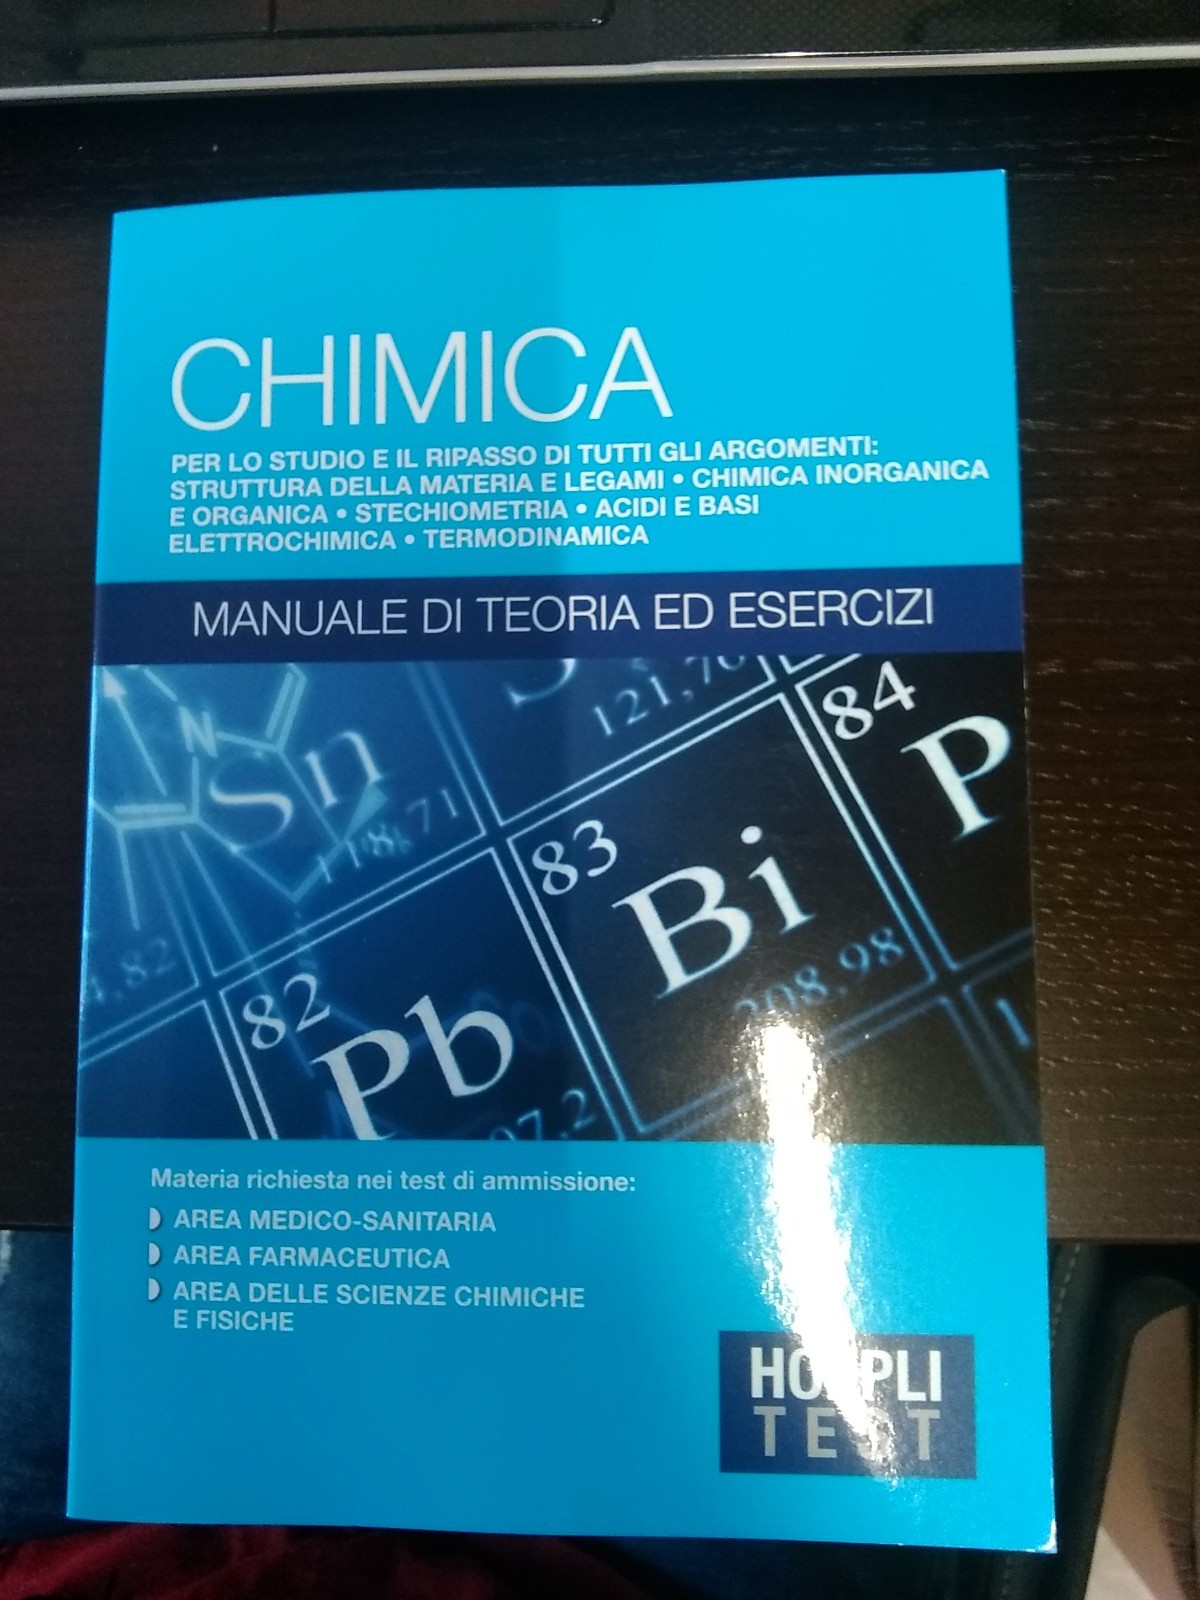 CHIMICA
PER LO STUDIO E IL RIPASSO DI TUTTI GLI ARGOMENTI:
STRUTTURA DELLA MATERIA E LEGAMI • CHIMICA INORGANICA
E ORGANICA • STECHIOMETRIA • ACIDI E BASI
ELETTROCHIMICA • TERMODINAMICA
MANUALE DI TEORIA ED ESERCIZI
121,76
84
P
N
Sn
118,71
83
Bi
208,98
82
Pb
Materia richiesta nei test di ammissione:
AREA MEDICO-SANITARIA
AREA FARMACEUTICA
AREA DELLE SCIENZE CHIMICHE
E FISICHE
HOEPLI
TEST